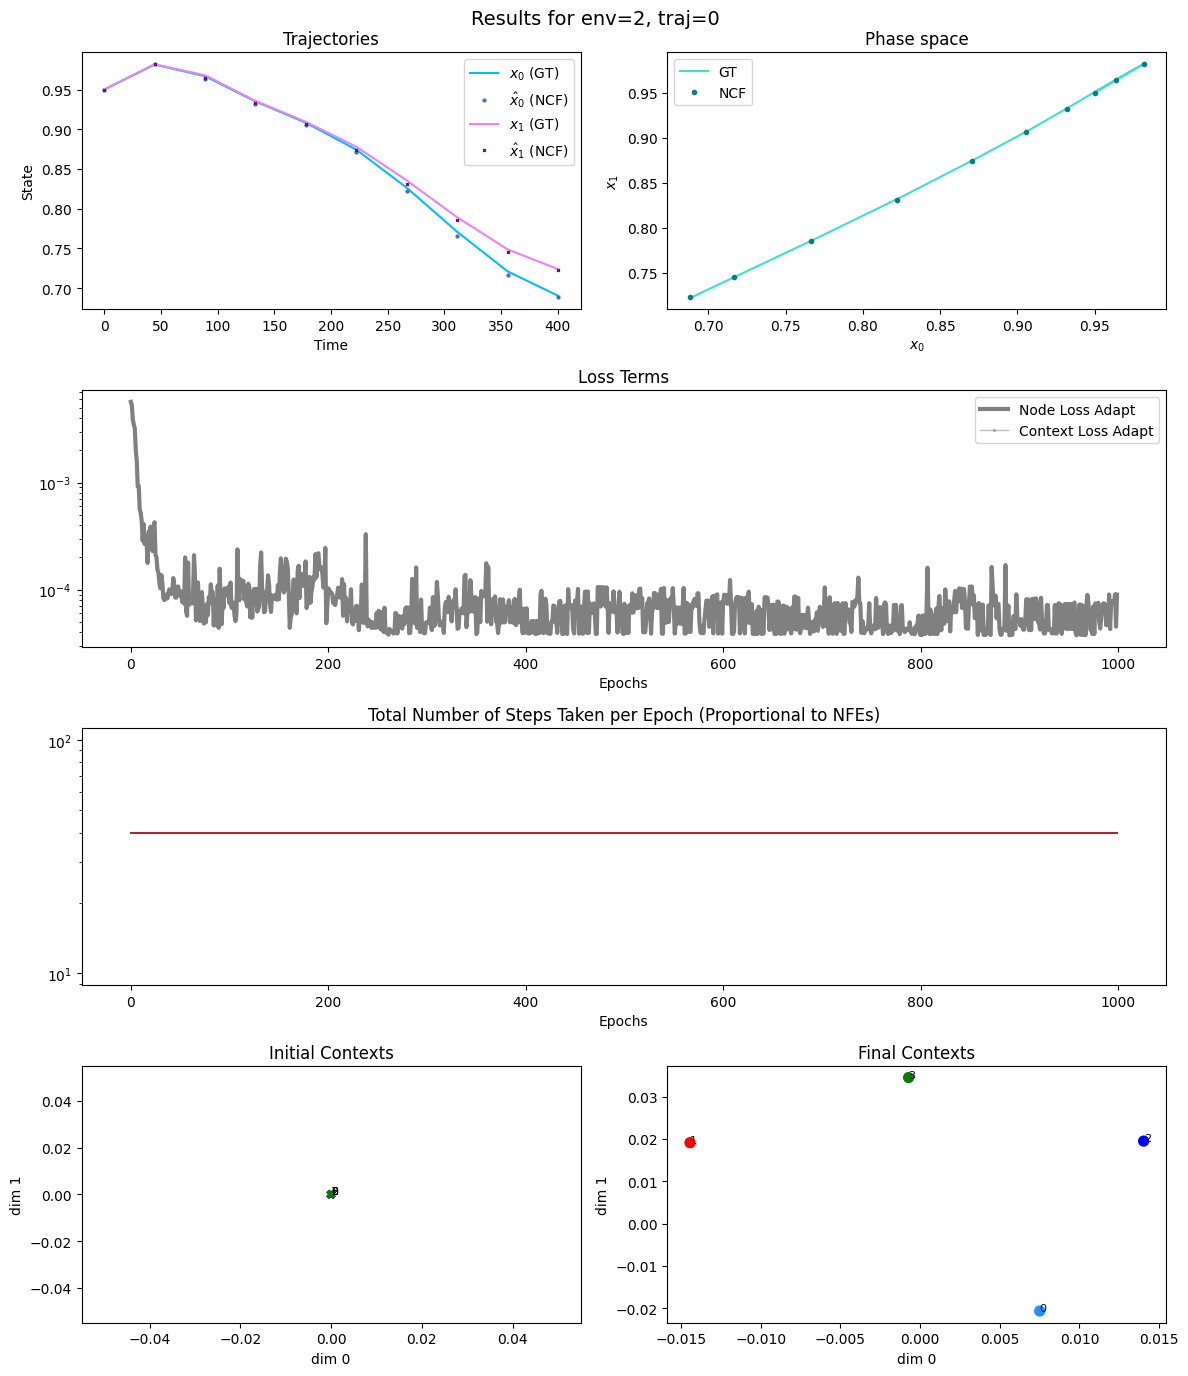 Results for env=2, traj=0
Trajectories
Phase space
x₀ (GT)
x̂₀ (NCF)
x₁ (GT)
x̂₁ (NCF)
GT
NCF
State
0.95
0.90
0.85
0.80
0.75
0.70
0 50 100 150 200 250 300 350 400
Time
x₁
0.95
0.90
0.85
0.80
0.75
0.70 0.75 0.80 0.85 0.90 0.95
x₀
Loss Terms
Node Loss Adapt
Context Loss Adapt
10⁻³
10⁻⁴
0 200 400 600 800 1000
Epochs
Total Number of Steps Taken per Epoch (Proportional to NFEs)
10²
10¹
0 200 400 600 800 1000
Epochs
Initial Contexts
Final Contexts
dim 1
0.04
0.02
0.00
−0.02
−0.04
−0.04 −0.02 0.00 0.02 0.04
dim 0
dim 1
0.03
0.02
0.01
0.00
−0.01
−0.02
3
1
2
0
−0.015 −0.010 −0.005 0.000 0.005 0.010 0.015
dim 0